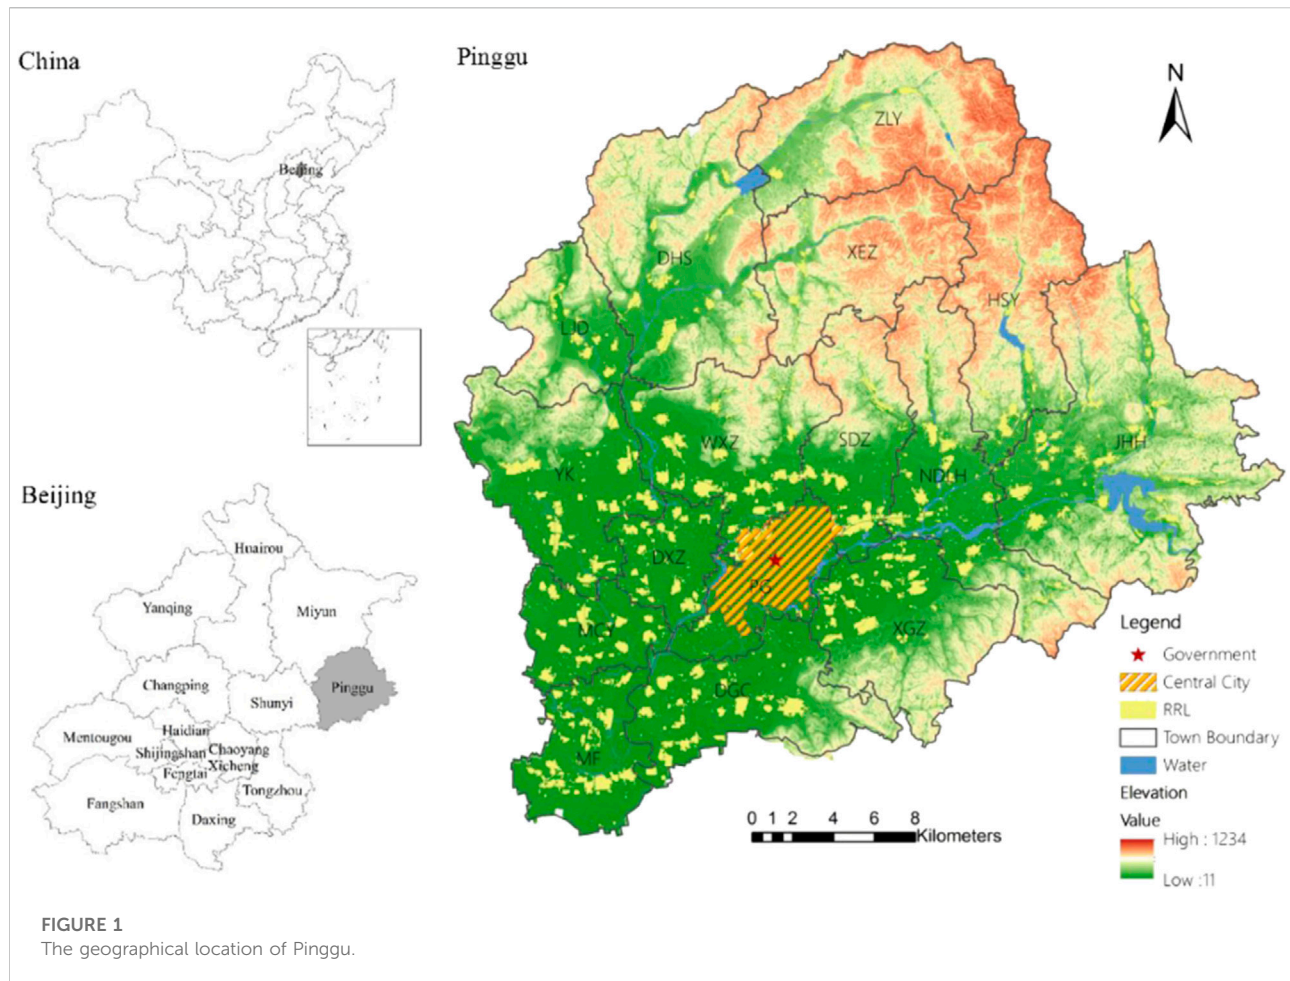 China
Beijing
Pinggu
N
ZLY
XEZ
DHS
HSY
LJD
WXZ
SDZ
JHH
YK
NDLH
DXZ
PG
MCY
XGZ
DGC
MF
Beijing
Huairou
Yanqing
Miyun
Changping
Shunyi
Pinggu
Mentougou
Haidian
Shijingshan
Chaoyang
Xicheng
Fengtai
Tongzhou
Fangshan
Daxing
Legend
Government
Central City
RRL
Town Boundary
Water
Elevation
Value
High : 1234
Low :11
0 1 2 4 6 8
Kilometers
FIGURE 1
The geographical location of Pinggu.